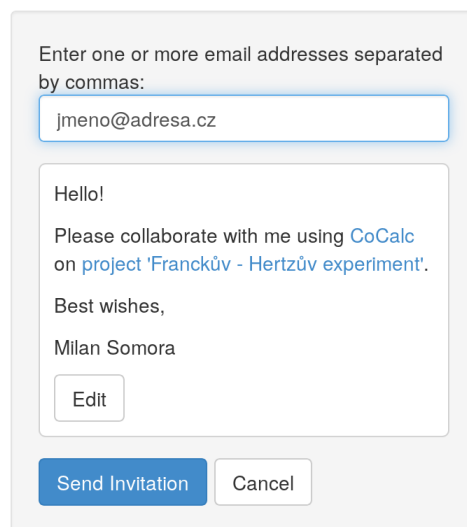 Enter one or more email addresses separated
by commas:
jmeno@adresa.cz
Hello!
Please collaborate with me using CoCalc
on project 'Franckův - Hertzův experiment'.
Best wishes,
Milan Somora
Edit
Send Invitation Cancel